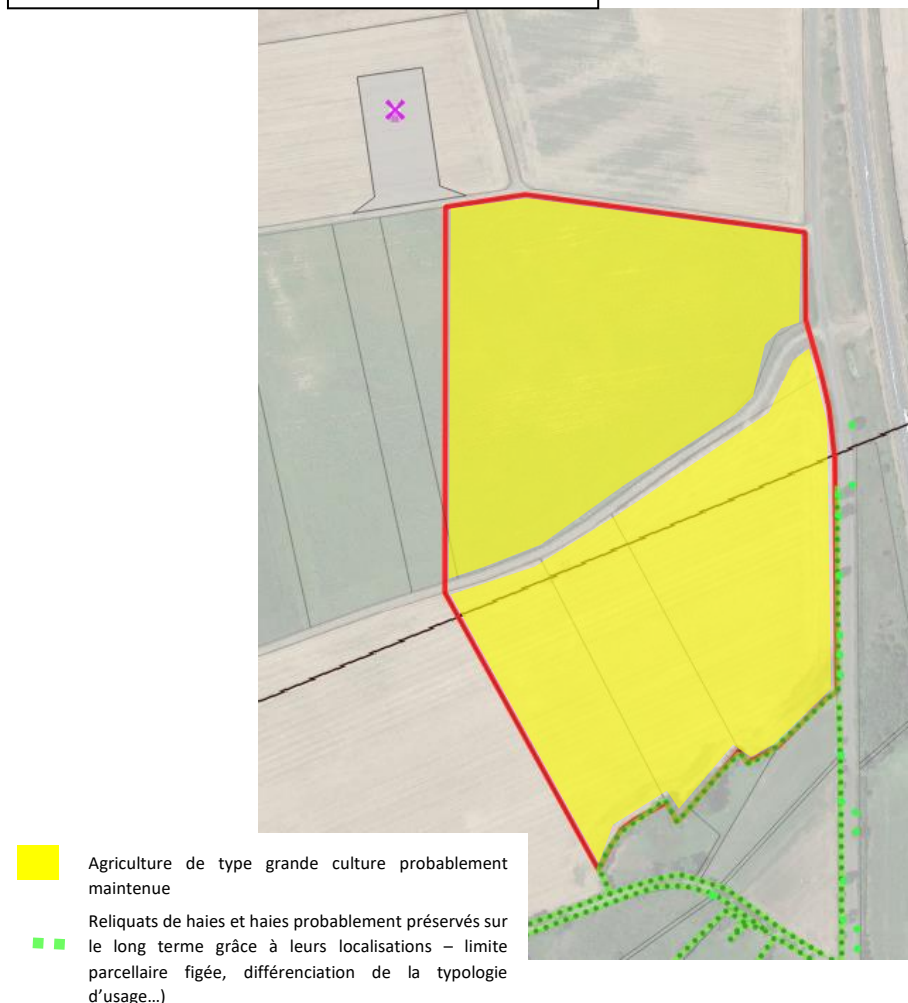 Agriculture de type grande culture probablement
maintenue
Reliquats de haies et haies probablement préservés sur
le long terme grâce à leurs localisations – limite
parcellaire figée, différenciation de la typologie
d'usage...)